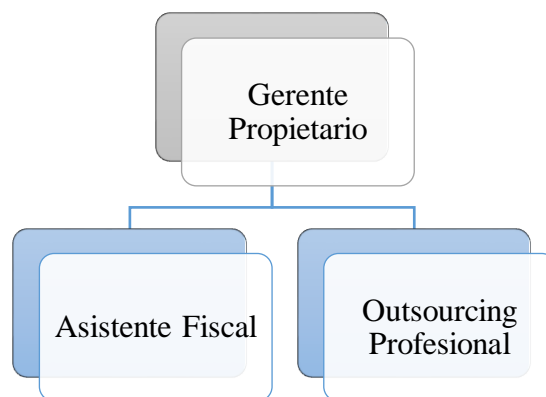 Gerente
Propietario
Asistente Fiscal
Outsourcing
Profesional